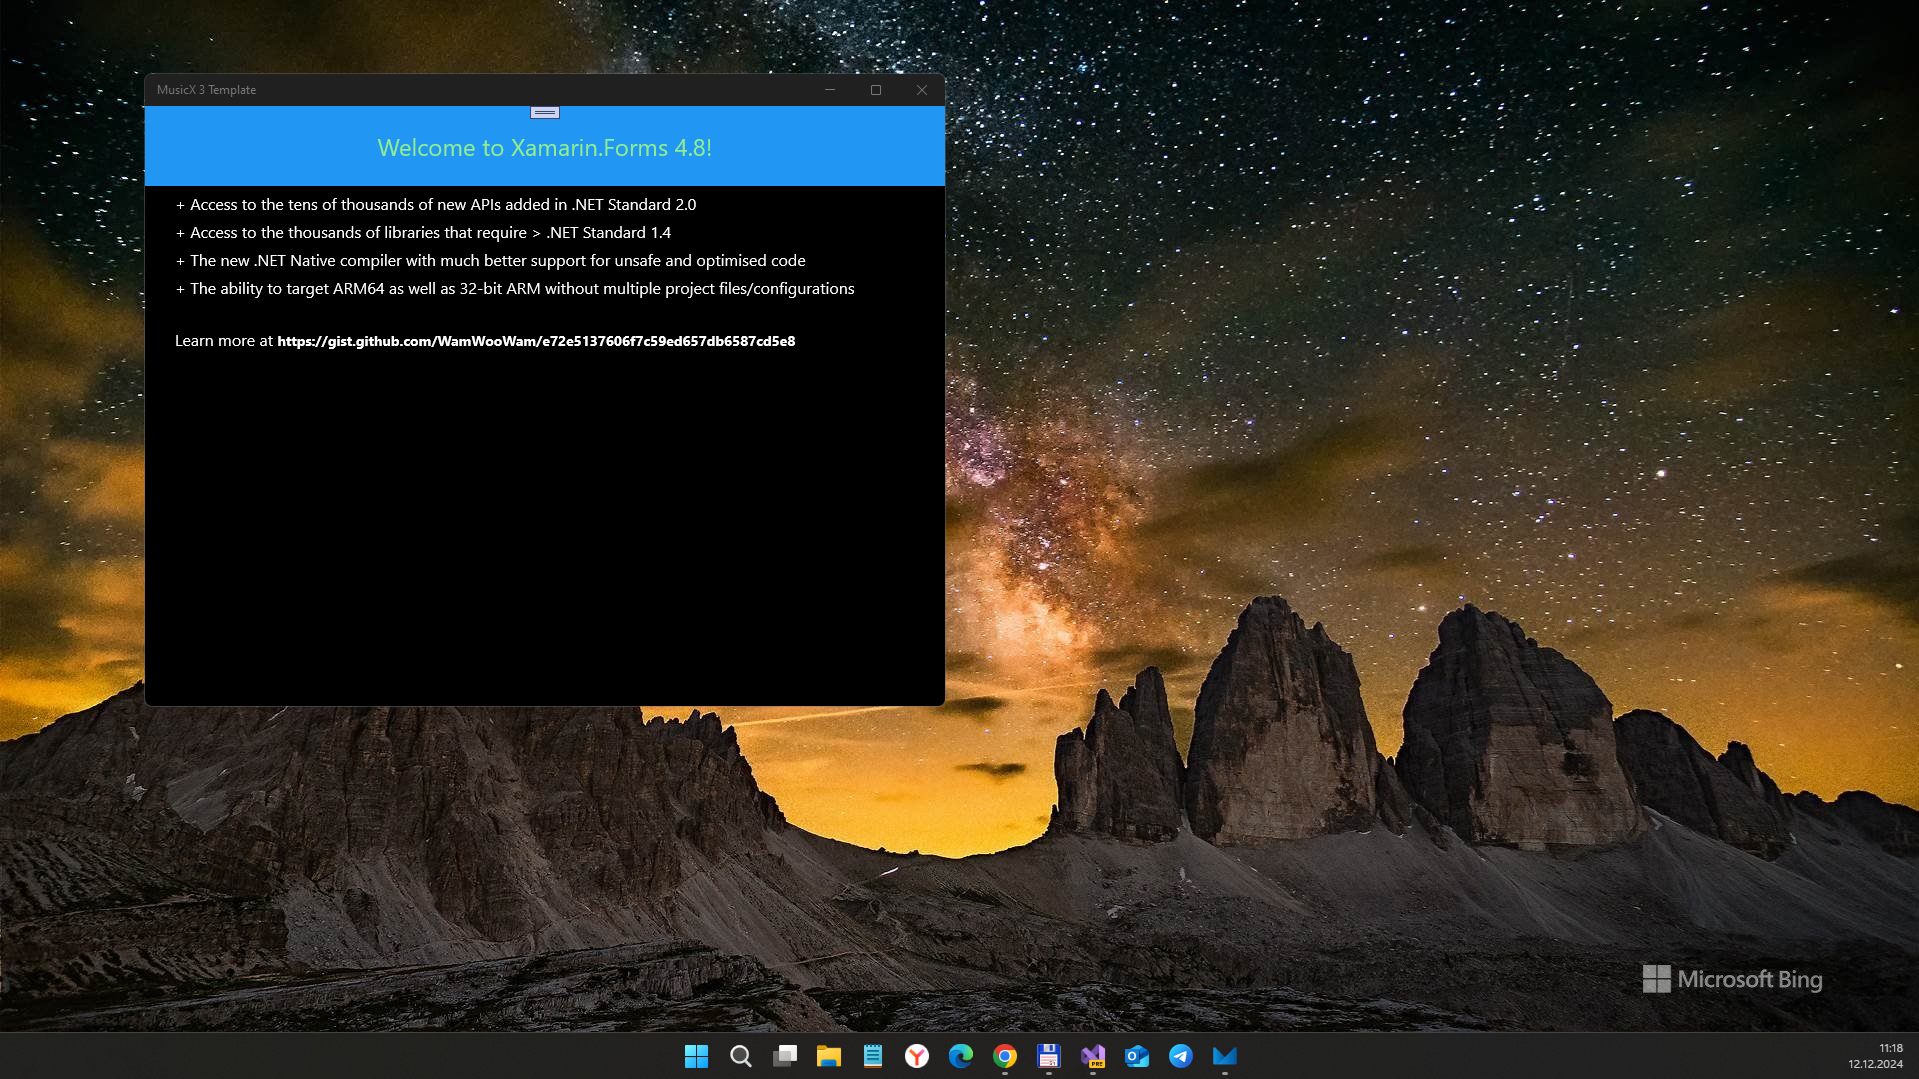 MusicX 3 Template
Welcome to Xamarin.Forms 4.8!
+ Access to the tens of thousands of new APIs added in .NET Standard 2.0
+ Access to the thousands of libraries that require > .NET Standard 1.4
+ The new .NET Native compiler with much better support for unsafe and optimised code
+ The ability to target ARM64 as well as 32-bit ARM without multiple project files/configurations
Learn more at https://gist.github.com/WamWooWam/e72e5137606f7c59ed657db6587cd5e8
Microsoft Bing
PRE
11:18
12.12.2024